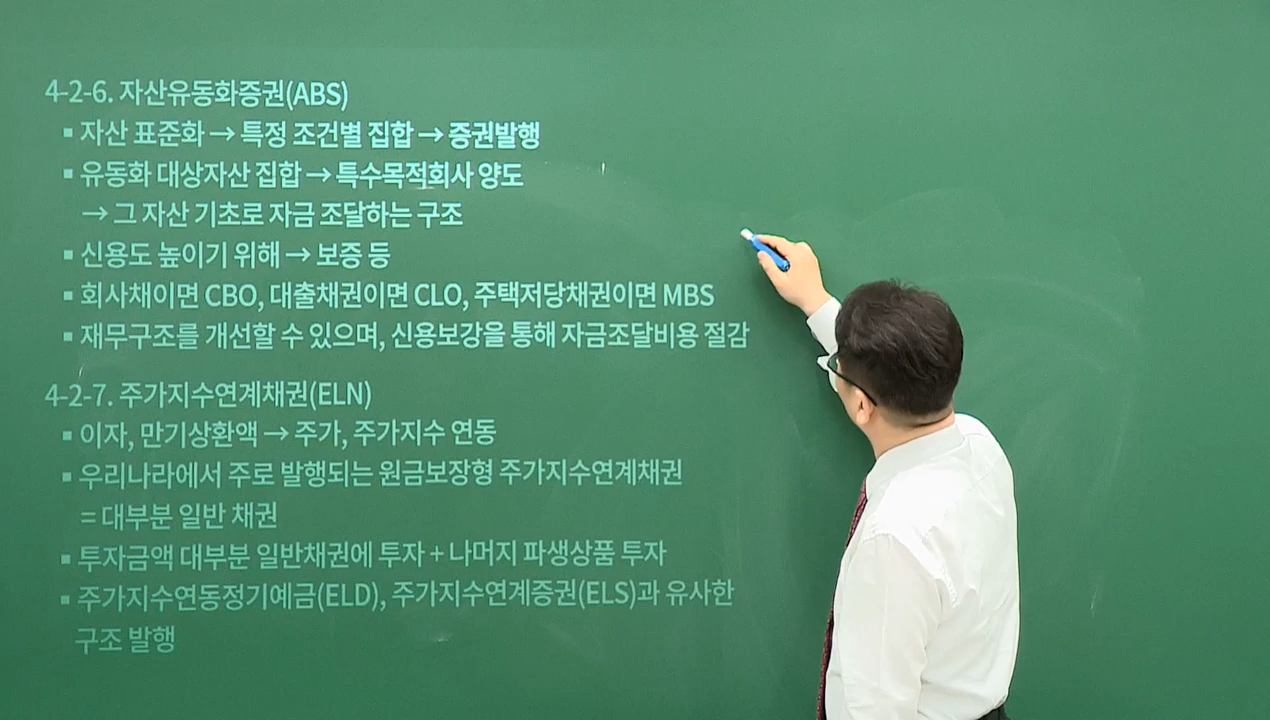 4-2-6. 자산유동화증권(ABS)
▪ 자산 표준화 → 특정 조건별 집합 → 증권발행
▪ 유동화 대상자산 집합 → 특수목적회사 양도
→ 그 자산 기초로 자금 조달하는 구조
▪ 신용도 높이기 위해 → 보증 등
▪ 회사채이면 CBO, 대출채권이면 CLO, 주택저당채권이면 MBS
▪ 재무구조를 개선할 수 있으며, 신용보강을 통해 자금조달비용 절감
4-2-7. 주가지수연계채권(ELN)
▪ 이자, 만기상환액 → 주가, 주가지수 연동
▪ 우리나라에서 주로 발행되는 원금보장형 주가지수연계채권
= 대부분 일반 채권
▪ 투자금액 대부분 일반채권에 투자 + 나머지 파생상품 투자
▪ 주가지수연동정기예금(ELD), 주가지수연계증권(ELS)과 유사한
구조 발행